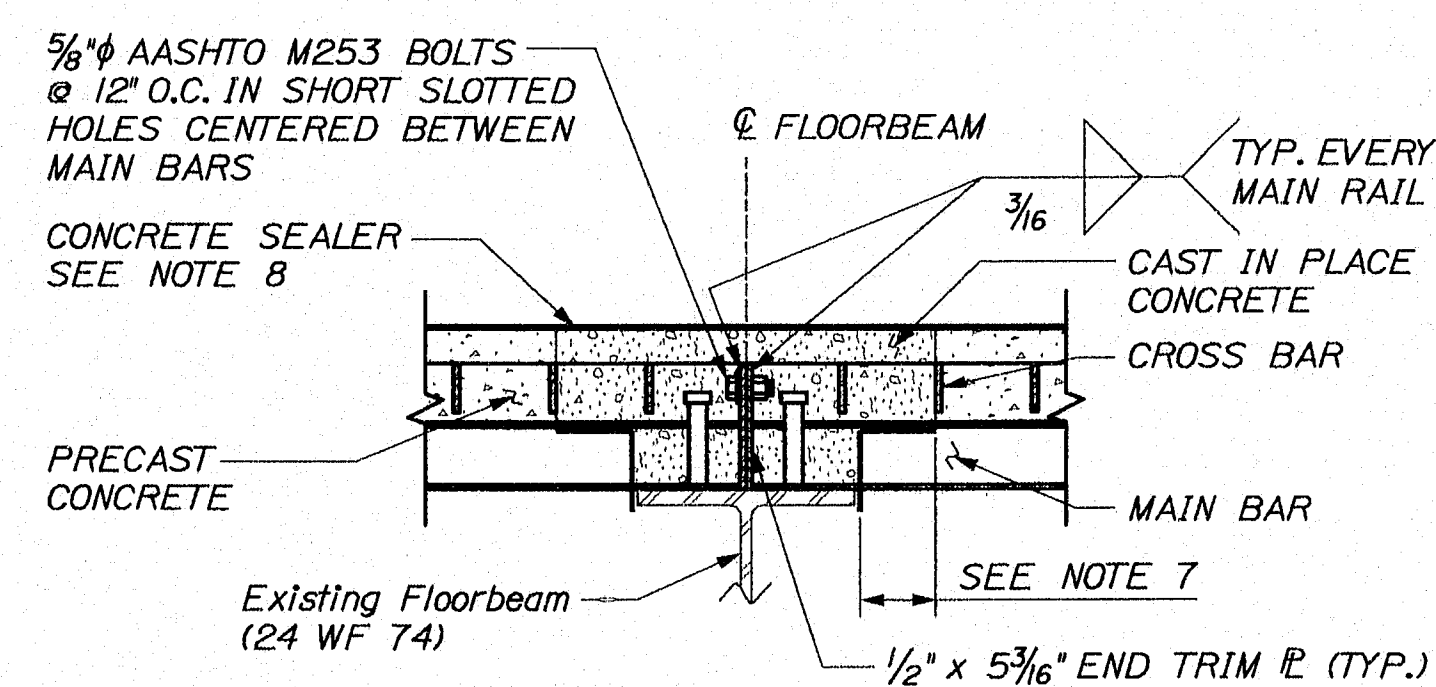 5/8"ϕ AASHTO M253 BOLTS
@ 12" O.C. IN SHORT SLOTTED
HOLES CENTERED BETWEEN
MAIN BARS
℄ FLOORBEAM
TYP. EVERY
MAIN RAIL
3/16
CONCRETE SEALER
SEE NOTE 8
CAST IN PLACE
CONCRETE
CROSS BAR
PRECAST
CONCRETE
MAIN BAR
SEE NOTE 7
Existing Floorbeam
(24 WF 74)
1/2" x 5 3/16" END TRIM ⅊ (TYP.)